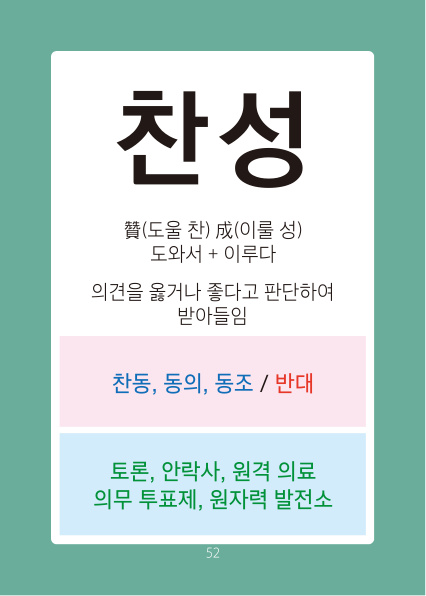 찬성
贊(도울 찬) 成(이룰 성)
도와서 + 이루다
의견을 옳거나 좋다고 판단하여
받아들임
찬동, 동의, 동조 / 반대
토론, 안락사, 원격 의료
의무 투표제, 원자력 발전소
52